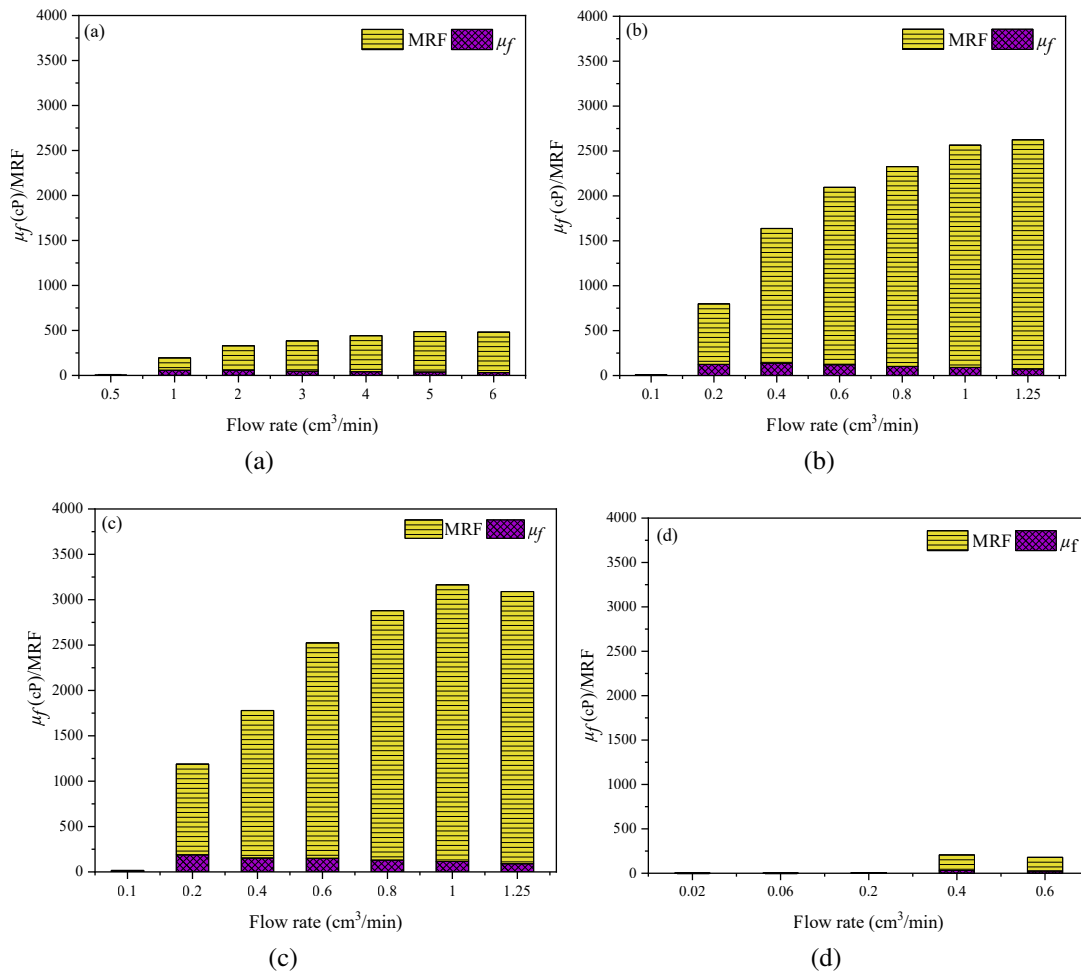 (a)
MRF μf
4000
3500
3000
2500
2000
1500
1000
500
0
μf (cP)/MRF
0.5 1 2 3 4 5 6
Flow rate (cm³/min)
(a)
(b)
MRF μf
4000
3500
3000
2500
2000
1500
1000
500
0
μf (cP)/MRF
0.1 0.2 0.4 0.6 0.8 1 1.25
Flow rate (cm³/min)
(b)
(c)
MRF μf
4000
3500
3000
2500
2000
1500
1000
500
0
μf (cP)/MRF
0.1 0.2 0.4 0.6 0.8 1 1.25
Flow rate (cm³/min)
(c)
(d)
MRF μf
4000
3500
3000
2500
2000
1500
1000
500
0
μf (cP)/MRF
0.02 0.06 0.2 0.4 0.6
Flow rate (cm³/min)
(d)